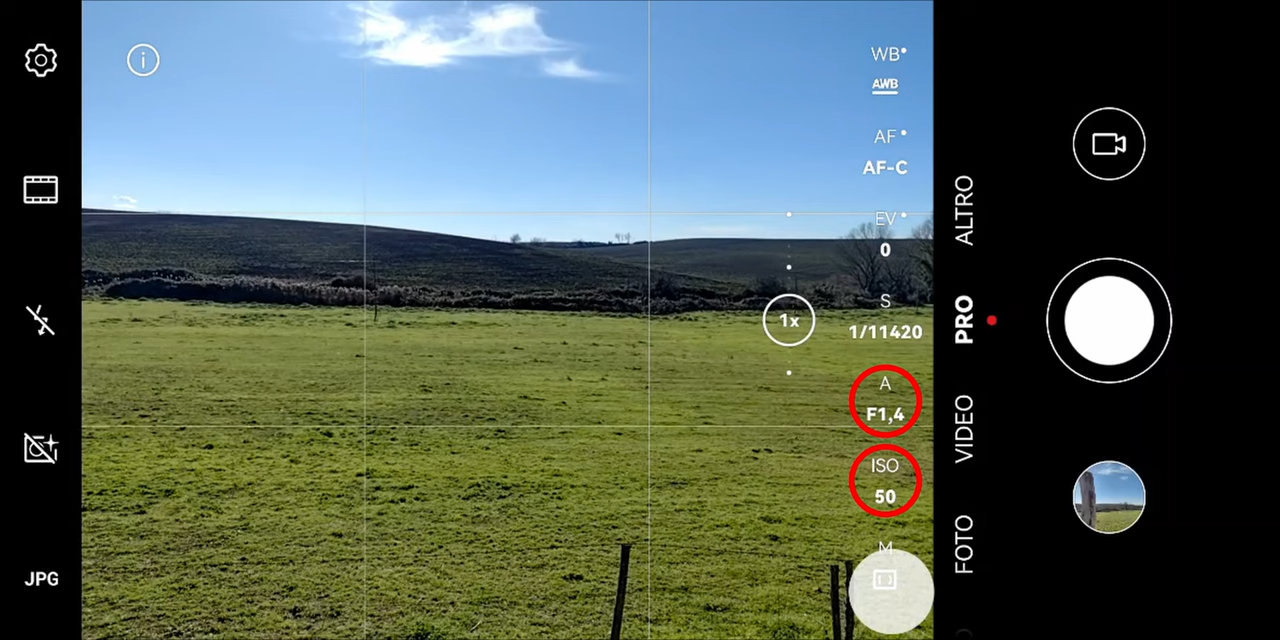 WB
AWB
AF
AF-C
EV
0
S
1/11420
A
F1,4
ISO
50
M
1x
JPG
ALTRO
PRO
VIDEO
FOTO